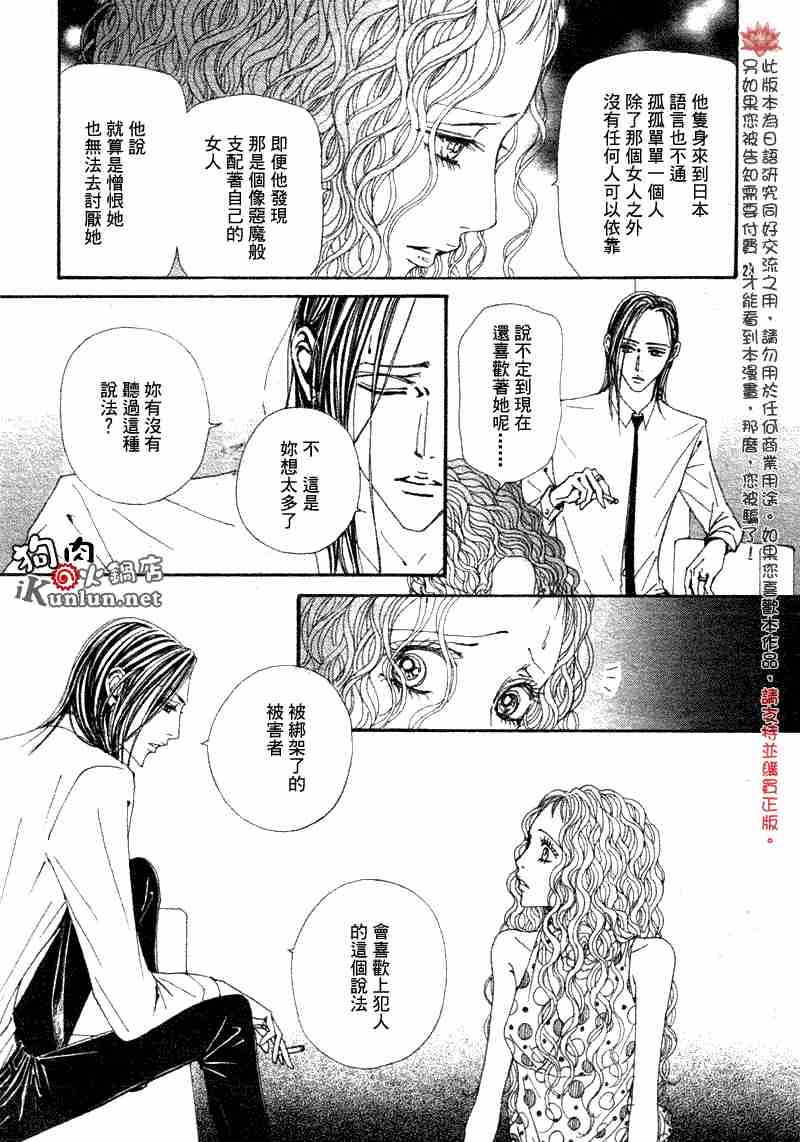 他隻身來到日本
語言也不通
孤孤單單一個人
除了那個女人之外
沒有任何人可以依靠
即便他發現
那是個像惡魔般
支配著自己的
女人
他說
就算是憎恨她
也無法去討厭她
說不定到現在
還喜歡著她呢……
不 這是
妳想太多了
妳有沒有
聽過這種
說法？
被綁架了的
被害者
會喜歡上犯人
的這個說法
狗肉火鍋店
iKunlun.net
此版本為日語研究同好交流之用，請勿用於任何商業用途。如果您喜歡本作品，請支持並購買正版。
另如果您被告知需要付費才能看到本漫畫，那麼，您被騙了！